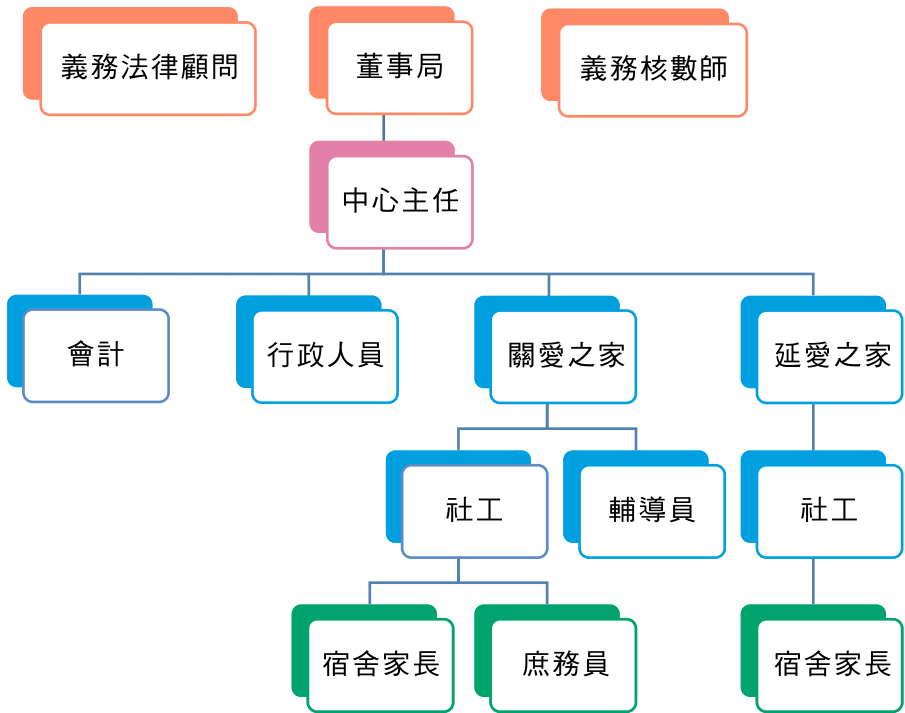 義務法律顧問
董事局
義務核數師
中心主任
會計
行政人員
關愛之家
延愛之家
社工
輔導員
社工
宿舍家長
庶務員
宿舍家長